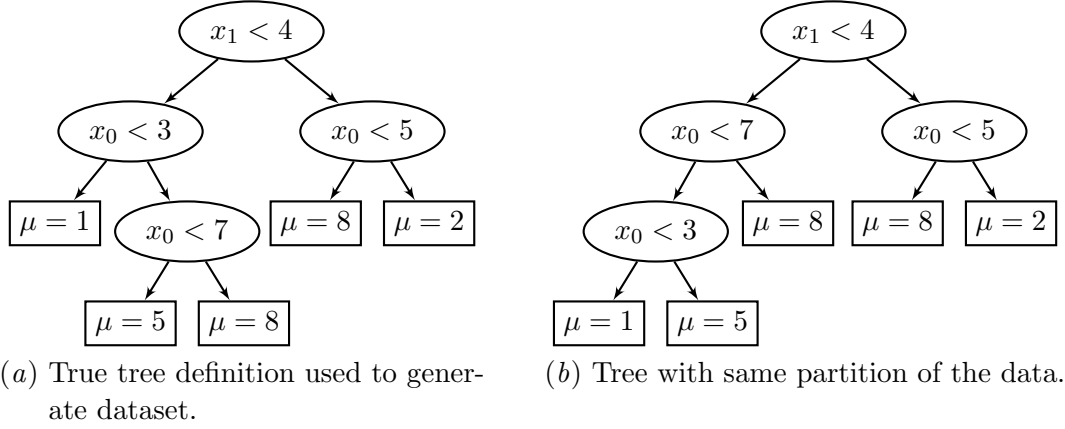 x₁ < 4
x₀ < 3
x₀ < 5
μ = 1
x₀ < 7
μ = 8
μ = 2
μ = 5
μ = 8
(a) True tree definition used to gener-
ate dataset.
x₁ < 4
x₀ < 7
x₀ < 5
x₀ < 3
μ = 8
μ = 8
μ = 2
μ = 1
μ = 5
(b) Tree with same partition of the data.